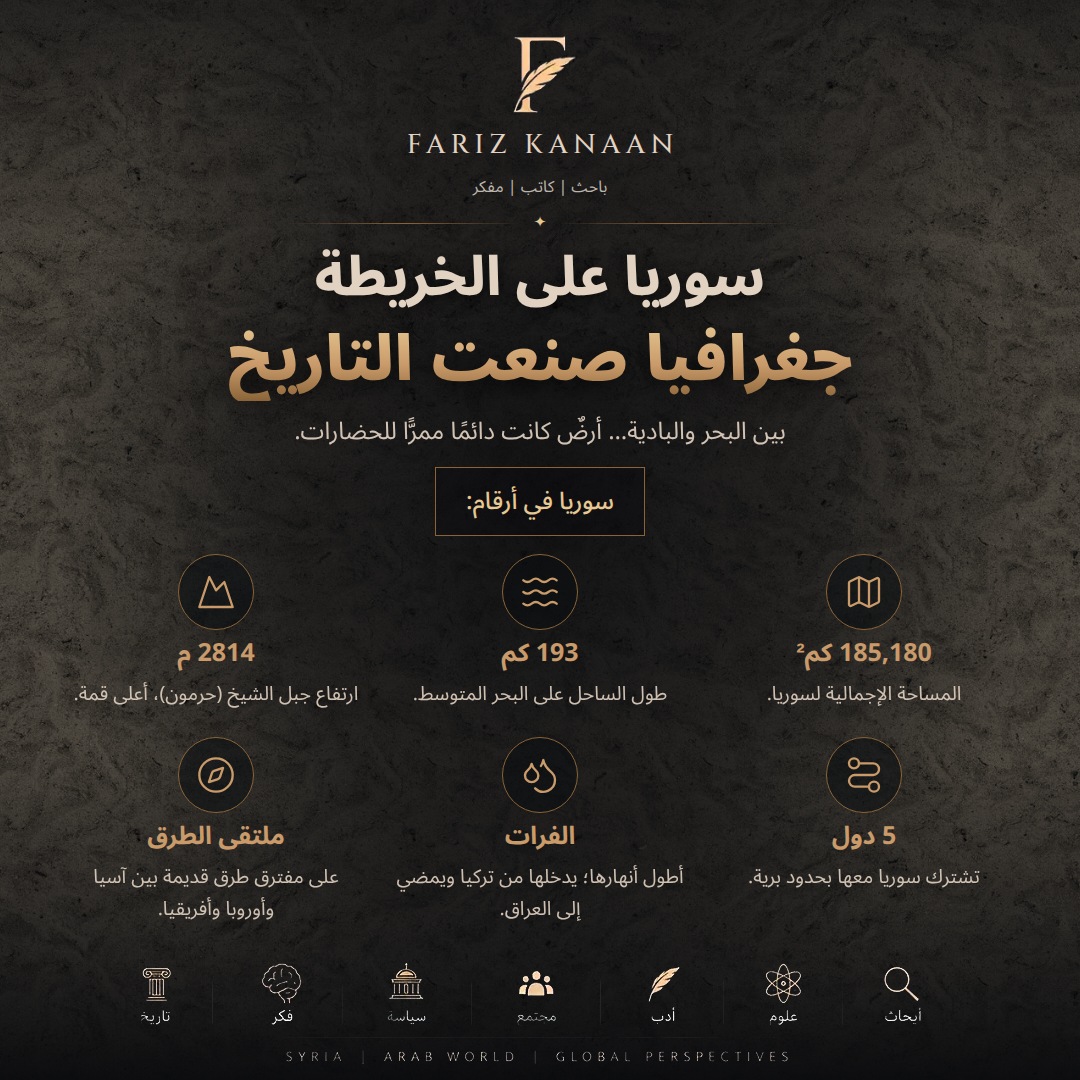 FARIZ KANAAN
باحث | كاتب | مفكر
سوريا على الخريطة
جغرافيا صنعت التاريخ
بين البحر والبادية... أرضٌ كانت دائمًا ممرًّا للحضارات.
سوريا في أرقام:
185,180 كم²
المساحة الإجمالية لسوريا.
193 كم
طول الساحل على البحر المتوسط.
2814 م
ارتفاع جبل الشيخ (حرمون)، أعلى قمة.
5 دول
تشترك سوريا معها بحدود برية.
الفرات
أطول أنهارها؛ يدخلها من تركيا ويمضي
إلى العراق.
ملتقى الطرق
على مفترق طرق قديمة بين آسيا
وأوروبا وأفريقيا.
أبحاث
علوم
أدب
مجتمع
سياسة
فكر
تاريخ
SYRIA | ARAB WORLD | GLOBAL PERSPECTIVES